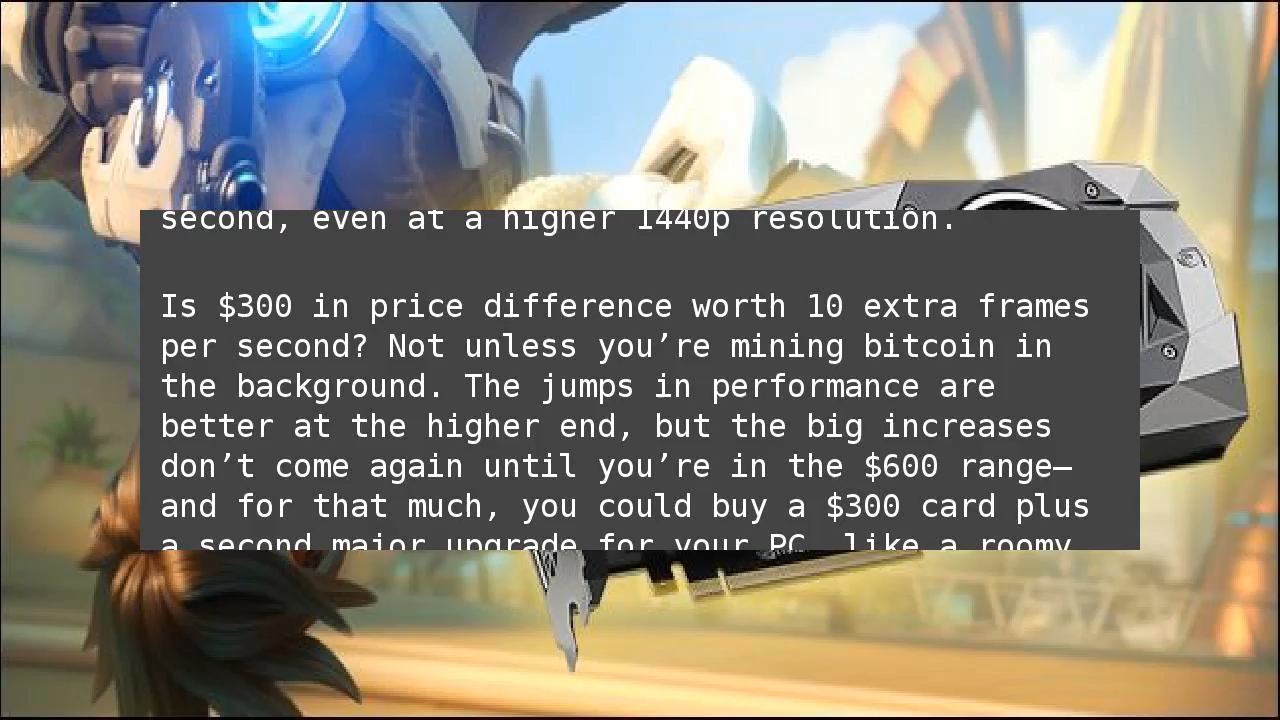 second, even at a higher 1440p resolution.
Is $300 in price difference worth 10 extra frames
per second? Not unless you’re mining bitcoin in
the background. The jumps in performance are
better at the higher end, but the big increases
don’t come again until you’re in the $600 range—
and for that much, you could buy a $300 card plus
a second major upgrade for your PC, like a roomy